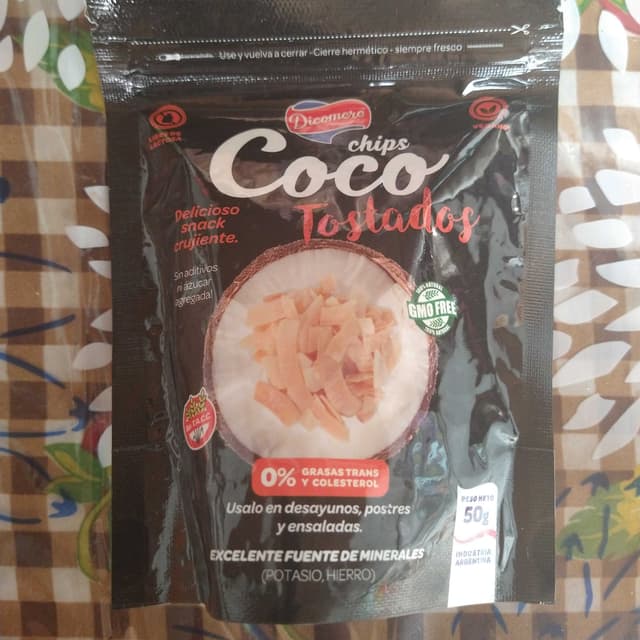 Use y vuelva a cerrar - Cierre hermético - siempre fresco
Dicomere
chips
Coco
Tostados
Delicioso
snack
crujiente.
Sin aditivos
ni azúcar
agregada!
GMO FREE
0% GRASAS TRANS
Y COLESTEROL
Usalo en desayunos, postres
y ensaladas.
EXCELENTE FUENTE DE MINERALES
(POTASIO, HIERRO)
PESO NETO
50g
INDUSTRIA
ARGENTINA